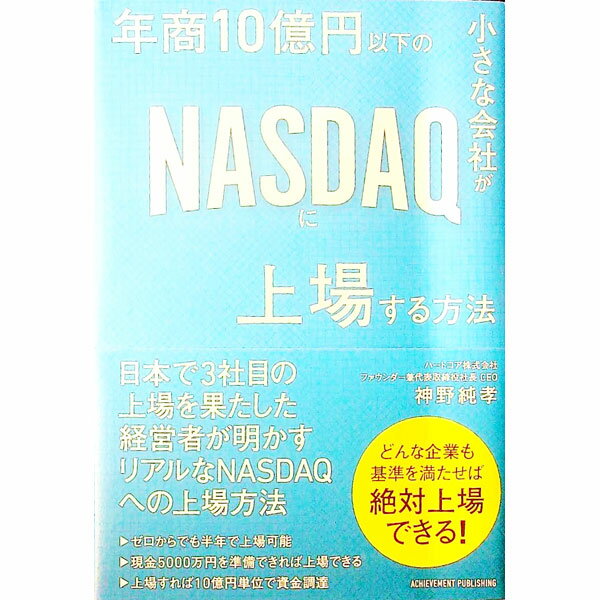 年商10億円以下の
小さな会社が
NASDAQに
上場する方法
ハートコア株式会社
ファウンダー兼代表取締役社長 CEO
神野純孝
日本で3社目の
上場を果たした
経営者が明かす
リアルなNASDAQ
への上場方法
どんな企業も
基準を満たせば
絶対上場
できる!
▶ゼロからでも半年で上場可能
▶現金5000万円を準備できれば上場できる
▶上場すれば10億円単位で資金調達
ACHIEVEMENT PUBLISHING